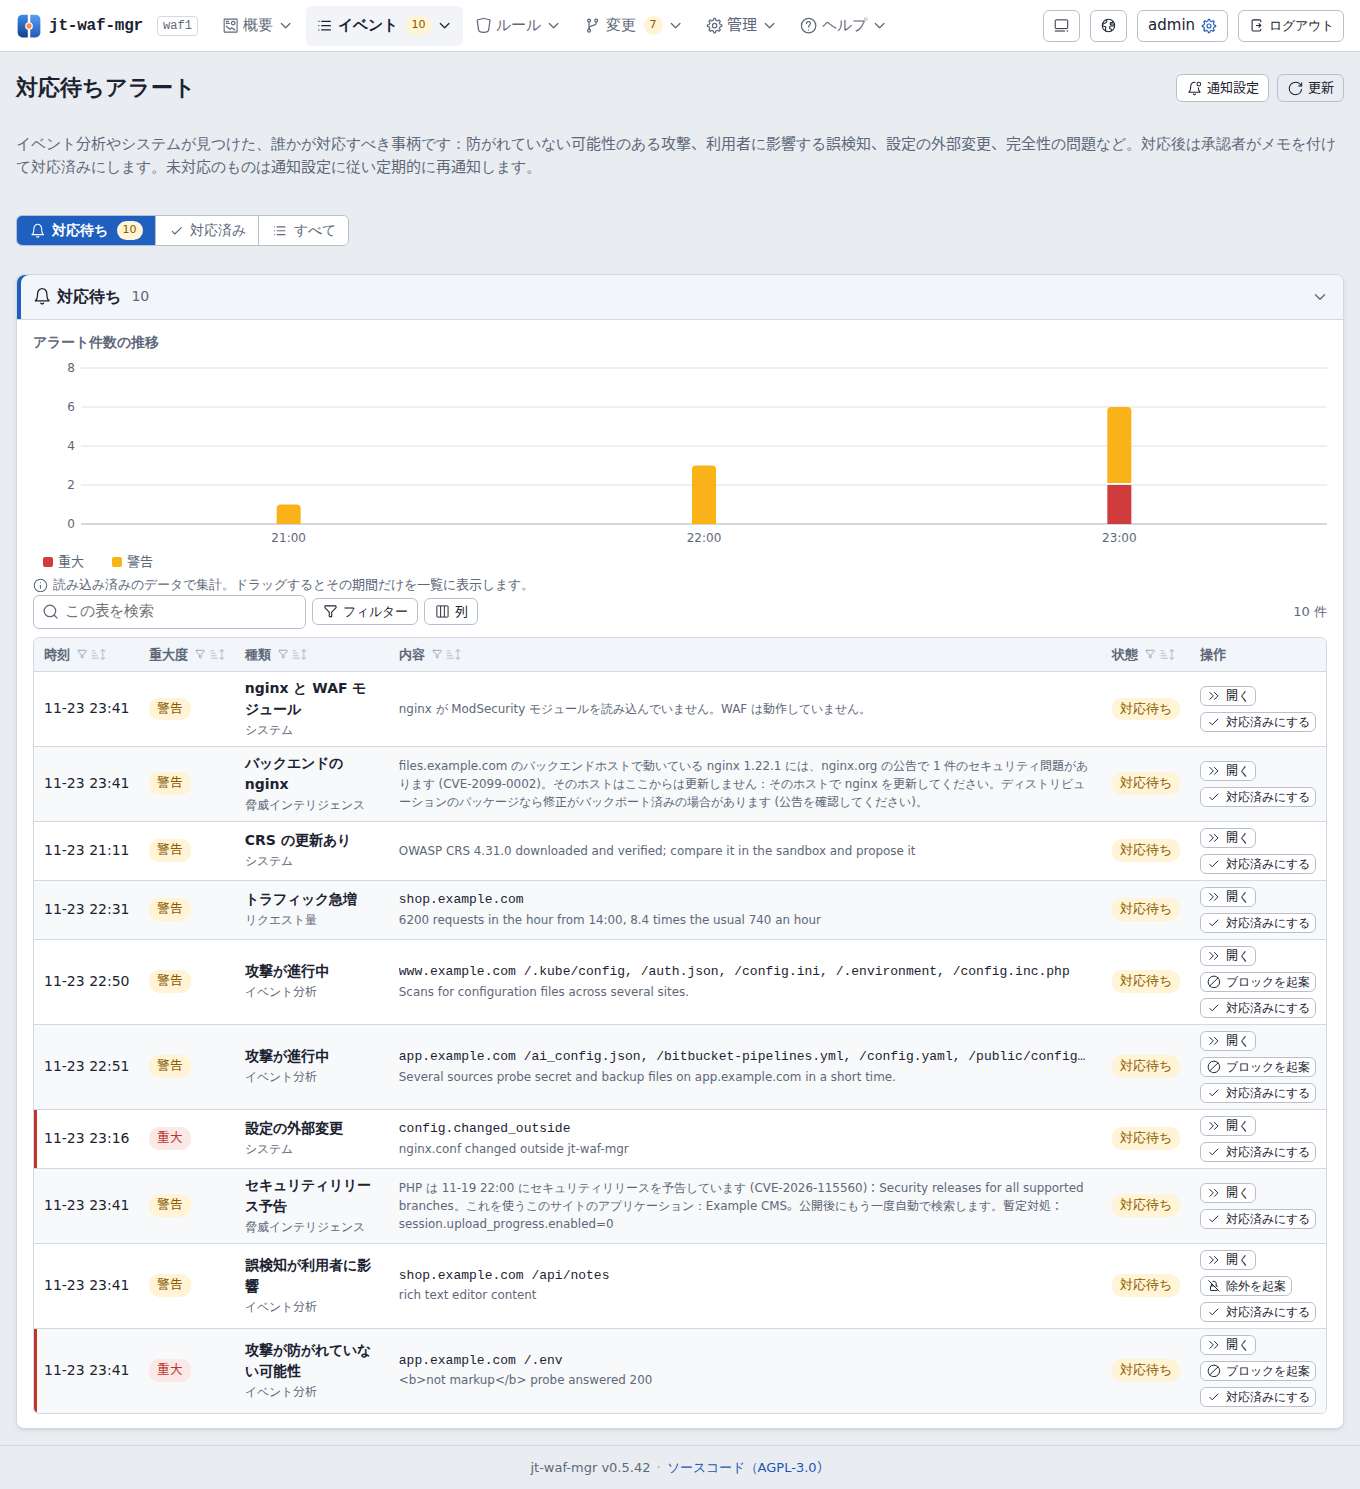 jt-waf-mgr waf1 概要 イベント 10 ルール 変更 7 管理 ヘルプ admin ログアウト
対応待ちアラート 通知設定 更新
イベント分析やシステムが見つけた、誰かが対応すべき事柄です：防がれていない可能性のある攻撃、利用者に影響する誤検知、設定の外部変更、完全性の問題など。対応後は承認者がメモを付け
て対応済みにします。未対応のものは通知設定に従い定期的に再通知します。
対応待ち 10 対応済み すべて
対応待ち 10
アラート件数の推移
8
6
4
2
0
21:00 22:00 23:00
重大 警告
読み込み済みのデータで集計。ドラッグするとその期間だけを一覧に表示します。
この表を検索 フィルター 列 10 件
時刻 重大度 種類 内容 状態 操作
11-23 23:41 警告 nginx と WAF モ
ジュール
システム
nginx が ModSecurity モジュールを読み込んでいません。WAF は動作していません。
対応待ち 開く
対応済みにする
11-23 23:41 警告 バックエンドの
nginx
脅威インテリジェンス
files.example.com のバックエンドホストで動いている nginx 1.22.1 には、nginx.org の公告で 1 件のセキュリティ問題があ
ります (CVE-2099-0002)。そのホストはここからは更新しません：そのホストで nginx を更新してください。ディストリビュ
ーションのパッケージなら修正がバックポート済みの場合があります (公告を確認してください)。
対応待ち 開く
対応済みにする
11-23 21:11 警告 CRS の更新あり
システム
OWASP CRS 4.31.0 downloaded and verified; compare it in the sandbox and propose it
対応待ち 開く
対応済みにする
11-23 22:31 警告 トラフィック急増
リクエスト量
shop.example.com
6200 requests in the hour from 14:00, 8.4 times the usual 740 an hour
対応待ち 開く
対応済みにする
11-23 22:50 警告 攻撃が進行中
イベント分析
www.example.com /.kube/config, /auth.json, /config.ini, /.environment, /config.inc.php
Scans for configuration files across several sites.
対応待ち 開く
ブロックを起案
対応済みにする
11-23 22:51 警告 攻撃が進行中
イベント分析
app.example.com /ai_config.json, /bitbucket-pipelines.yml, /config.yaml, /public/config…
Several sources probe secret and backup files on app.example.com in a short time.
対応待ち 開く
ブロックを起案
対応済みにする
11-23 23:16 重大 設定の外部変更
システム
config.changed_outside
nginx.conf changed outside jt-waf-mgr
対応待ち 開く
対応済みにする
11-23 23:41 警告 セキュリティリリー
ス予告
脅威インテリジェンス
PHP は 11-19 22:00 にセキュリティリリースを予告しています (CVE-2026-115560)：Security releases for all supported
branches。これを使うこのサイトのアプリケーション：Example CMS。公開後にもう一度自動で検索します。暫定対処：
session.upload_progress.enabled=0
対応待ち 開く
対応済みにする
11-23 23:41 警告 誤検知が利用者に影
響
イベント分析
shop.example.com /api/notes
rich text editor content
対応待ち 開く
除外を起案
対応済みにする
11-23 23:41 重大 攻撃が防がれていな
い可能性
イベント分析
app.example.com /.env
&lt;b&gt;not markup&lt;/b&gt; probe answered 200
対応待ち 開く
ブロックを起案
対応済みにする
jt-waf-mgr v0.5.42 · ソースコード（AGPL-3.0）